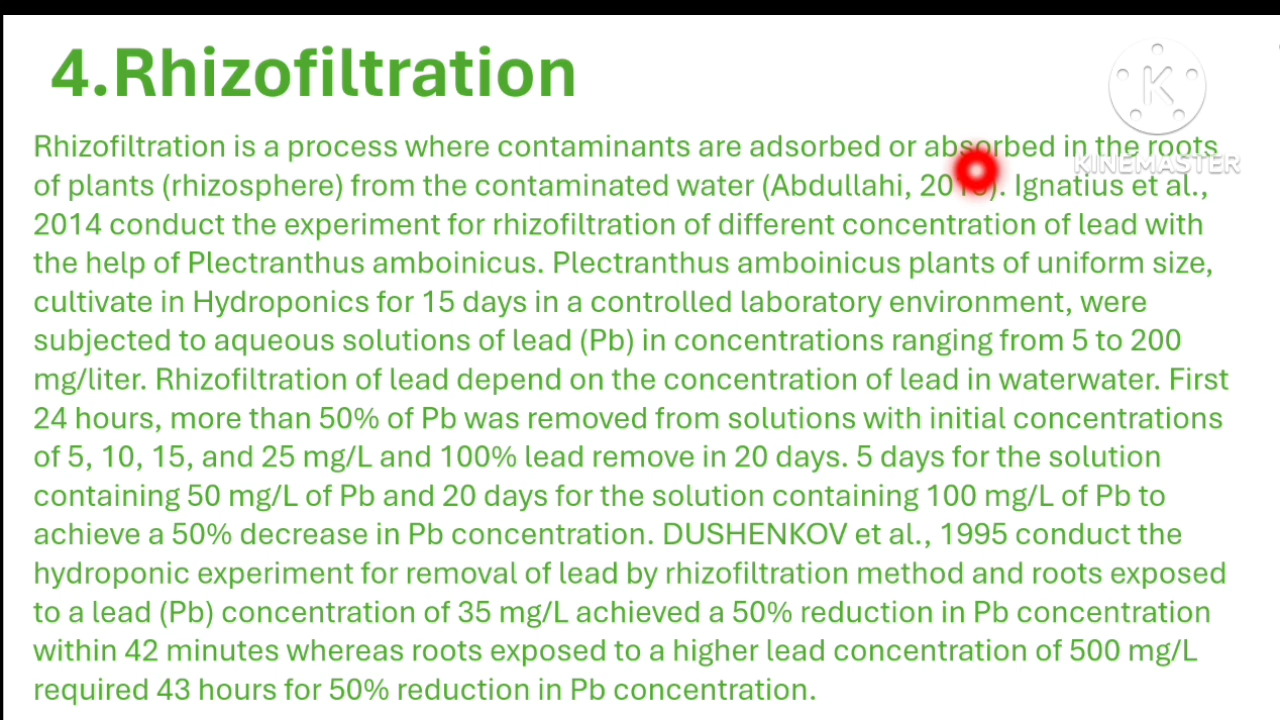 4.Rhizofiltration
Rhizofiltration is a process where contaminants are adsorbed or absorbed in the roots
of plants (rhizosphere) from the contaminated water (Abdullahi, Ignatius et al.,
2014 conduct the experiment for rhizofiltration of different concentration of lead with
the help of Plectranthus amboinicus. Plectranthus amboinicus plants of uniform size,
cultivate in Hydroponics for 15 days in a controlled laboratory environment, were
subjected to aqueous solutions of lead (Pb) in concentrations ranging from 5 to 200
mg/liter. Rhizofiltration of lead depend on the concentration of lead in waterwater. First
24 hours, more than 50% of Pb was removed from solutions with initial concentrations
of 5, 10, 15, and 25 mg/L and 100% lead remove in 20 days. 5 days for the solution
containing 50 mg/L of Pb and 20 days for the solution containing 100 mg/L of Pb to
achieve a 50% decrease in Pb concentration. DUSHENKOV et al., 1995 conduct the
hydroponic experiment for removal of lead by rhizofiltration method and roots exposed
to a lead (Pb) concentration of 35 mg/L achieved a 50% reduction in Pb concentration
within 42 minutes whereas roots exposed to a higher lead concentration of 500 mg/L
required 43 hours for 50% reduction in Pb concentration.
K
KINEMASTER